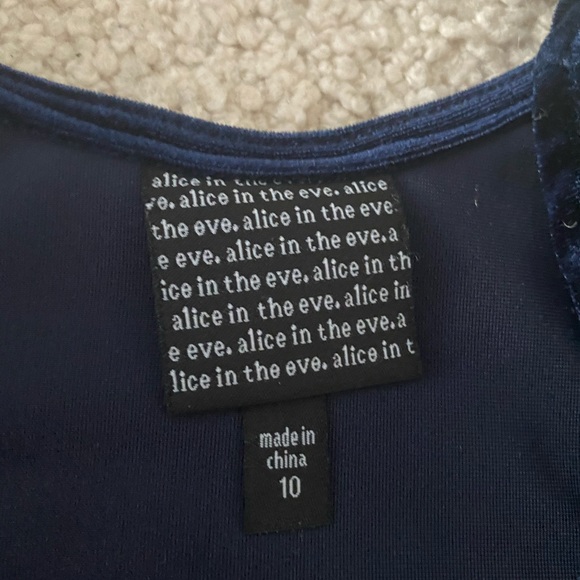 alice in the eve.
ve. alice in the eve. alice
the eve. alice in the eve
e eve. alice in the eve. a
ice in the eve. alice in th
alice in the eve. alice in
e eve. alice in the eve. a
lice in the eve. alice in t
made in
china
10